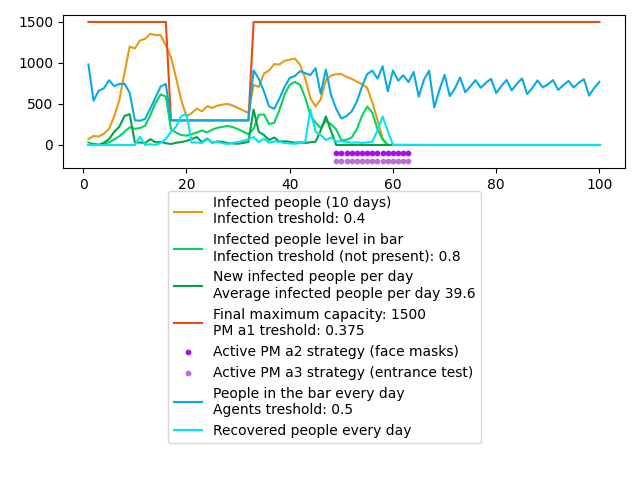 1500
1000
500
0
0 20 40 60 80 100
Infected people (10 days)
Infection treshold: 0.4
Infected people level in bar
Infection treshold (not present): 0.8
New infected people per day
Average infected people per day 39.6
Final maximum capacity: 1500
PM a1 treshold: 0.375
Active PM a2 strategy (face masks)
Active PM a3 strategy (entrance test)
People in the bar every day
Agents treshold: 0.5
Recovered people every day